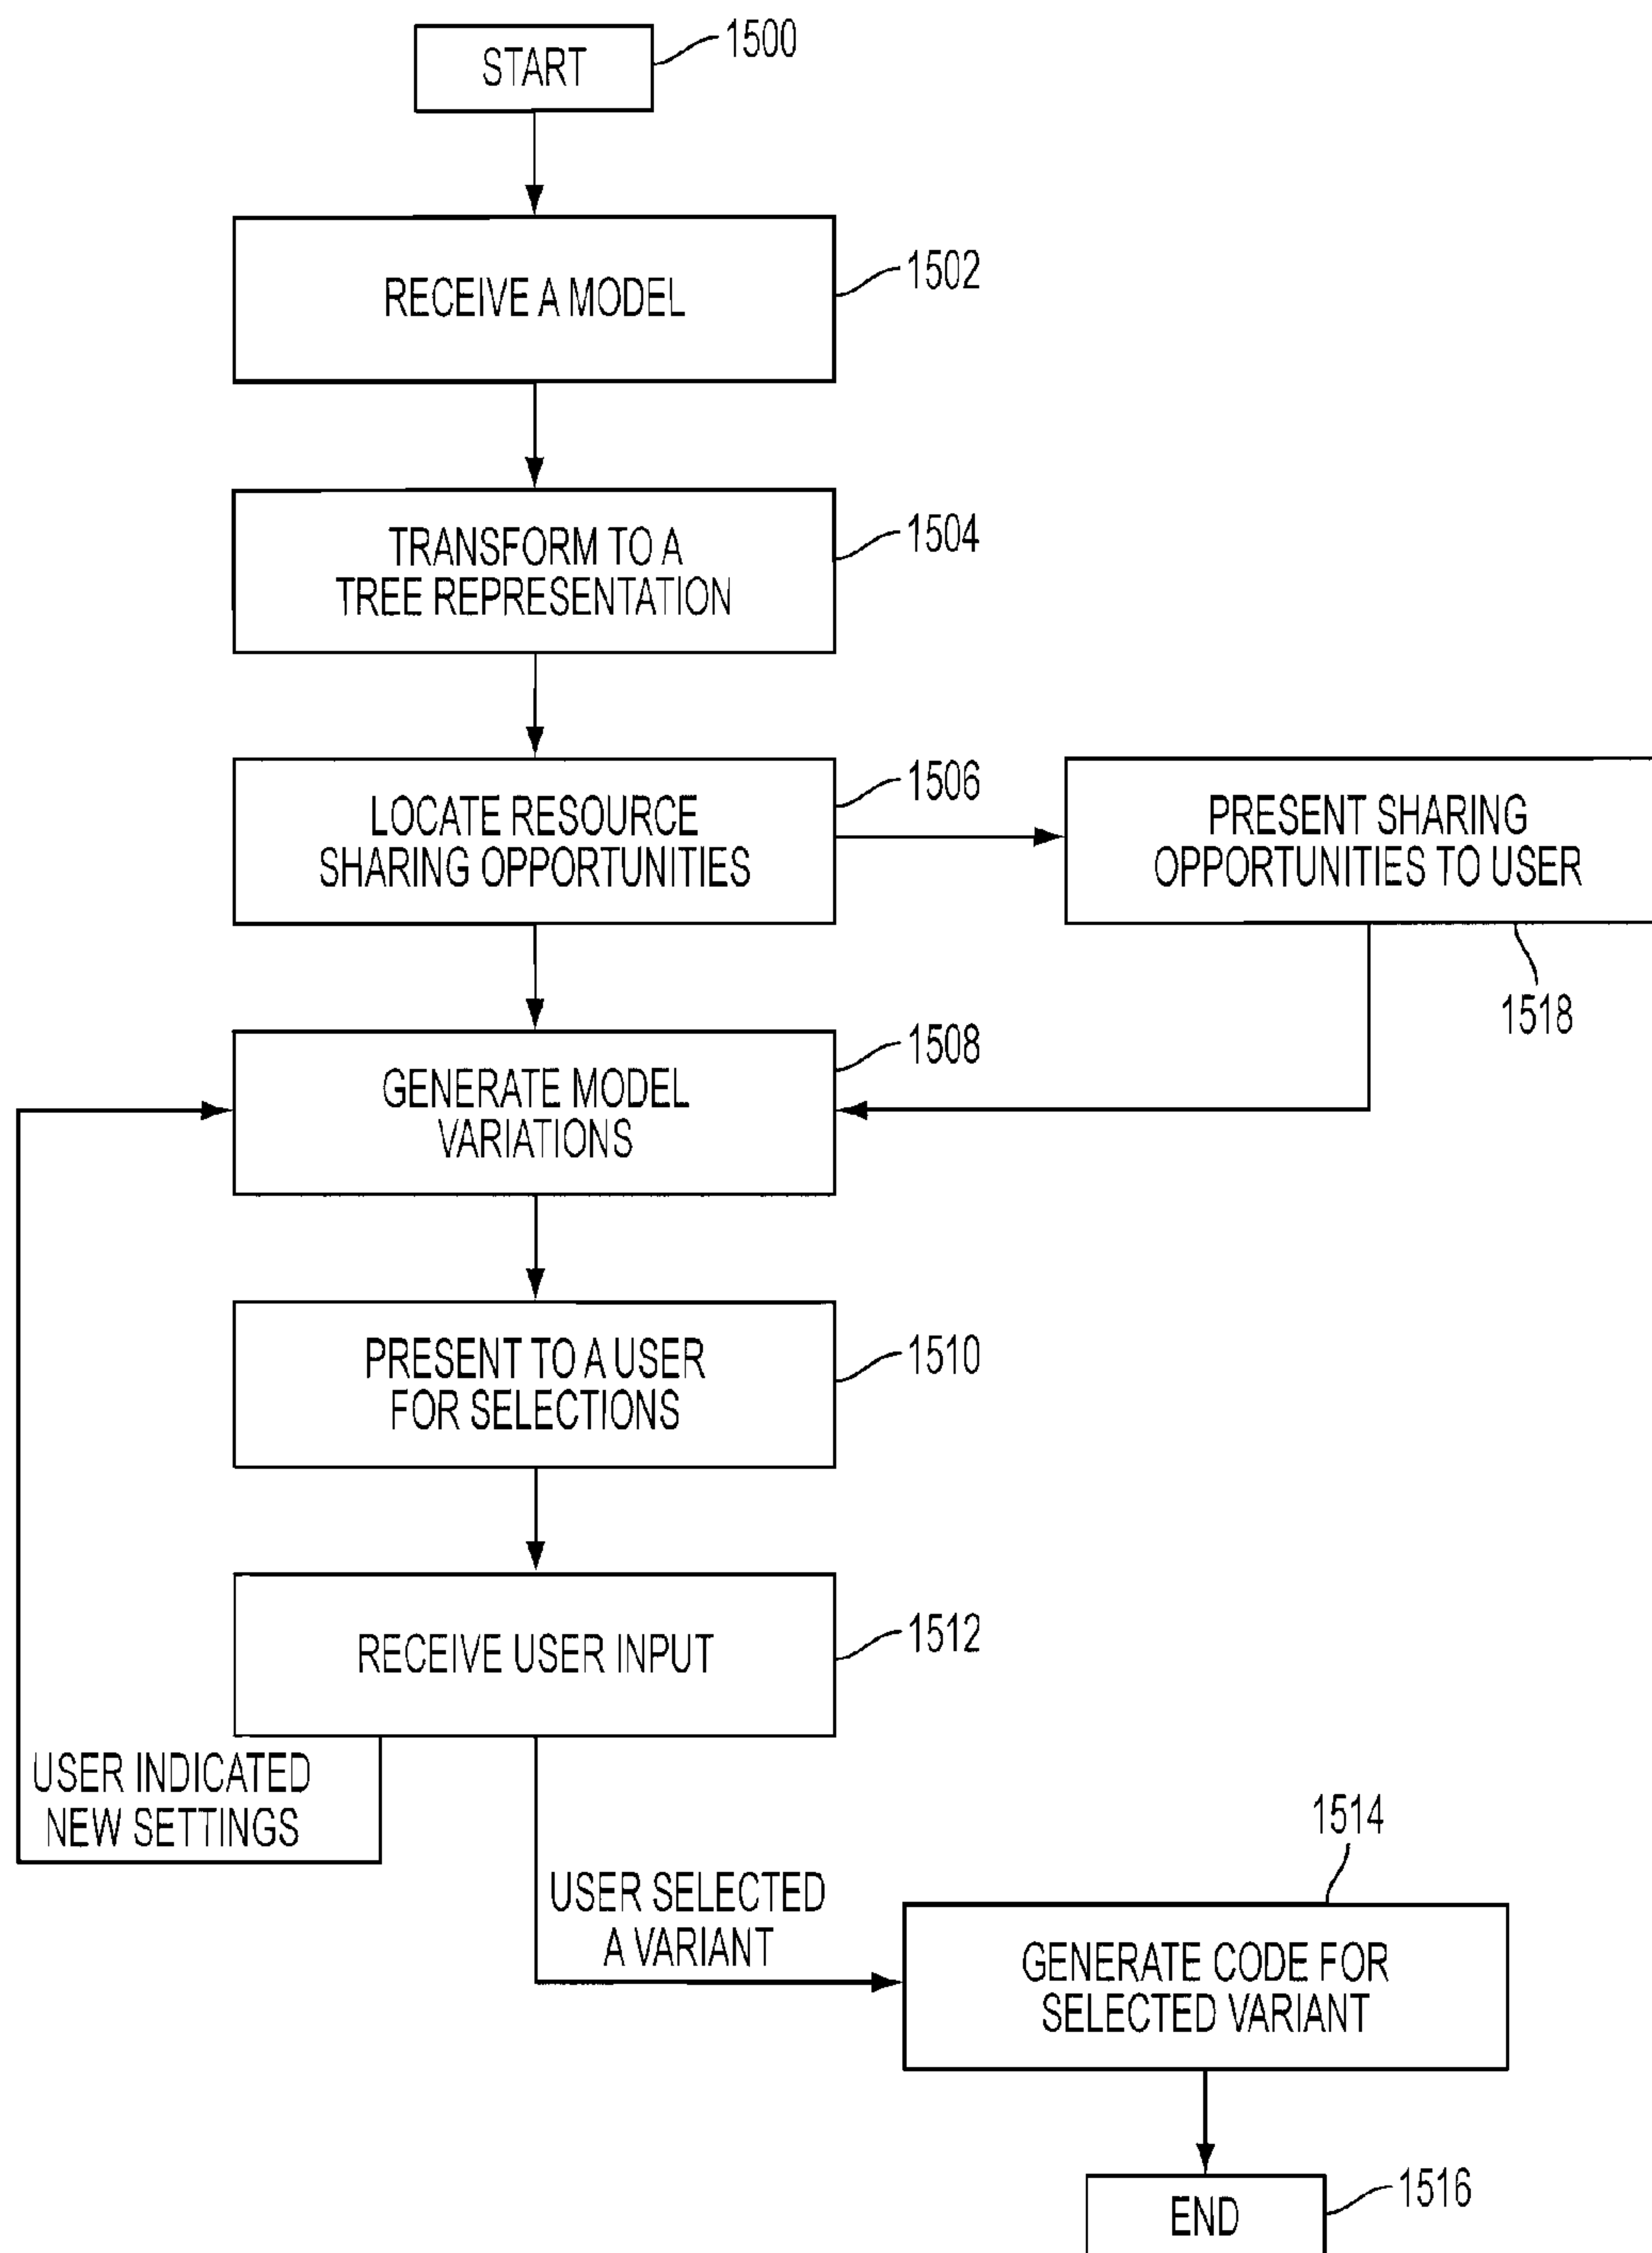 START
1500
RECEIVE A MODEL
1502
TRANSFORM TO A
TREE REPRESENTATION
1504
LOCATE RESOURCE
SHARING OPPORTUNITIES
1506
PRESENT SHARING
OPPORTUNITIES TO USER
1518
GENERATE MODEL
VARIATIONS
1508
PRESENT TO A USER
FOR SELECTIONS
1510
RECEIVE USER INPUT
1512
USER INDICATED
NEW SETTINGS
USER SELECTED
A VARIANT
1514
GENERATE CODE FOR
SELECTED VARIANT
END
1516